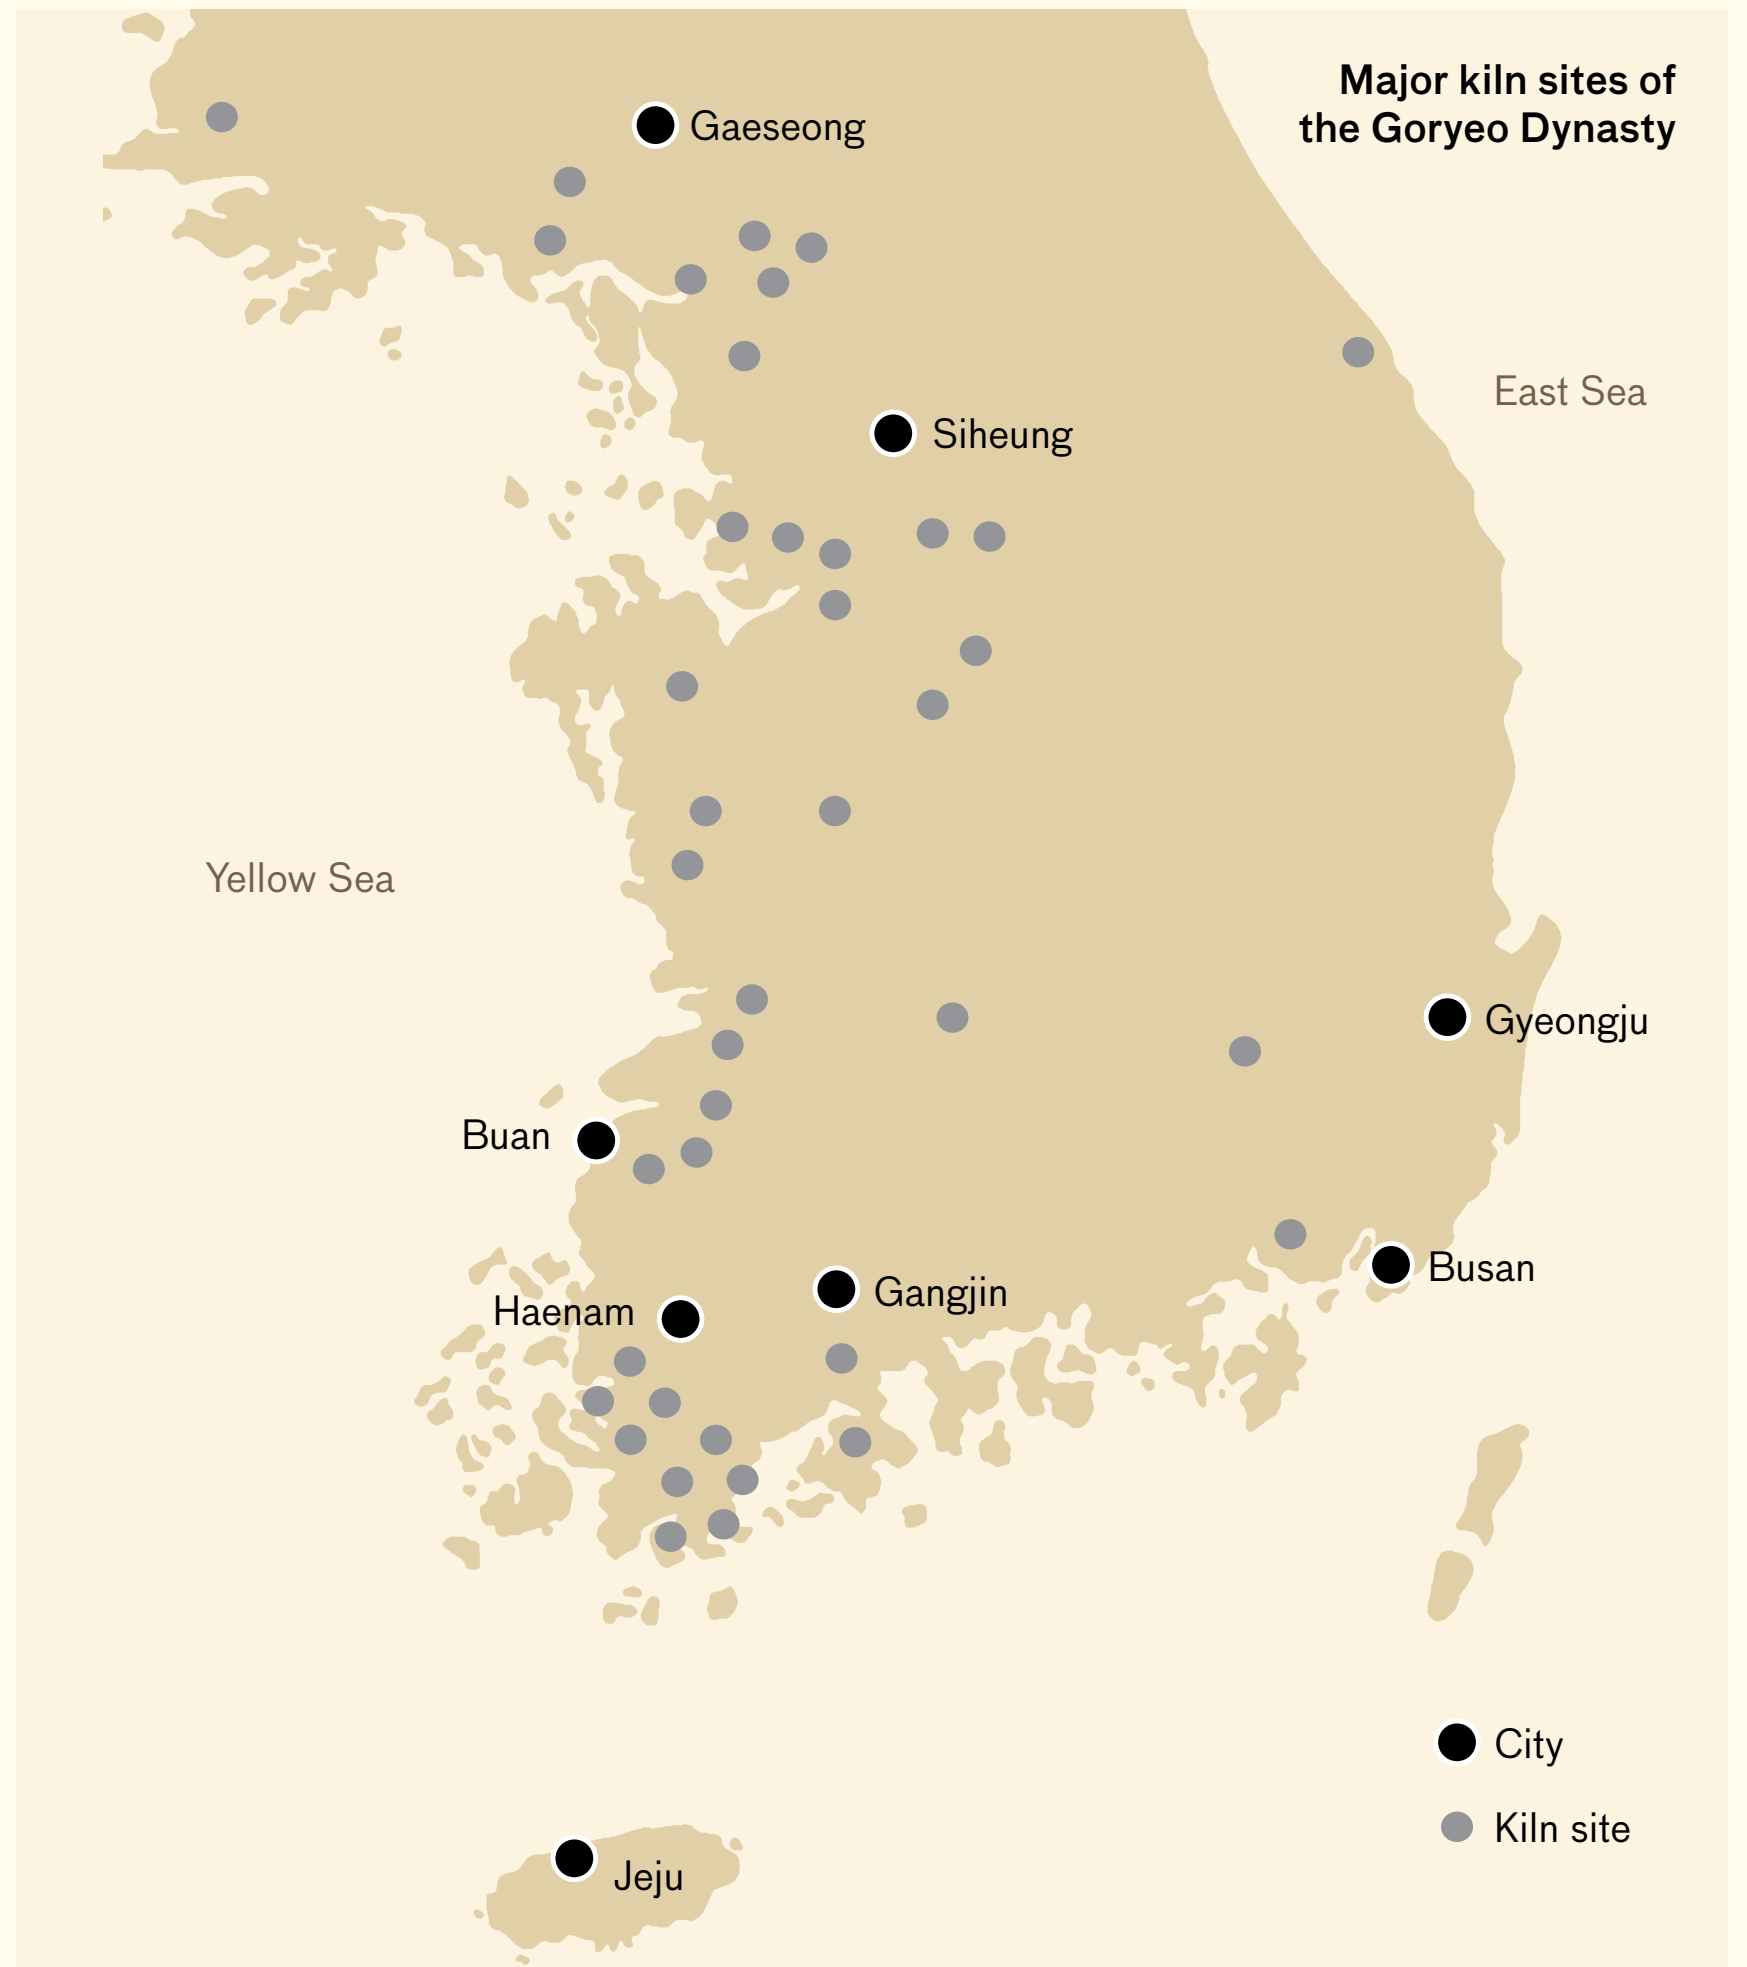 Major kiln sites of
the Goryeo Dynasty
Gaeseong
East Sea
Siheung
Yellow Sea
Gyeongju
Buan
Busan
Gangjin
Haenam
City
Kiln site
Jeju